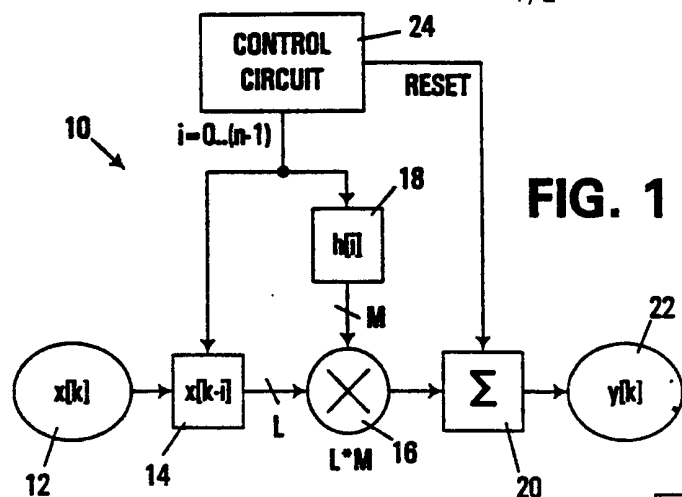 24
CONTROL
CIRCUIT
RESET
10
i=0..(n-1)
18
FIG. 1
h[i]
M
22
x[k]
x[k-i]
L
Σ
y[k]
12
14
L*M
16
20